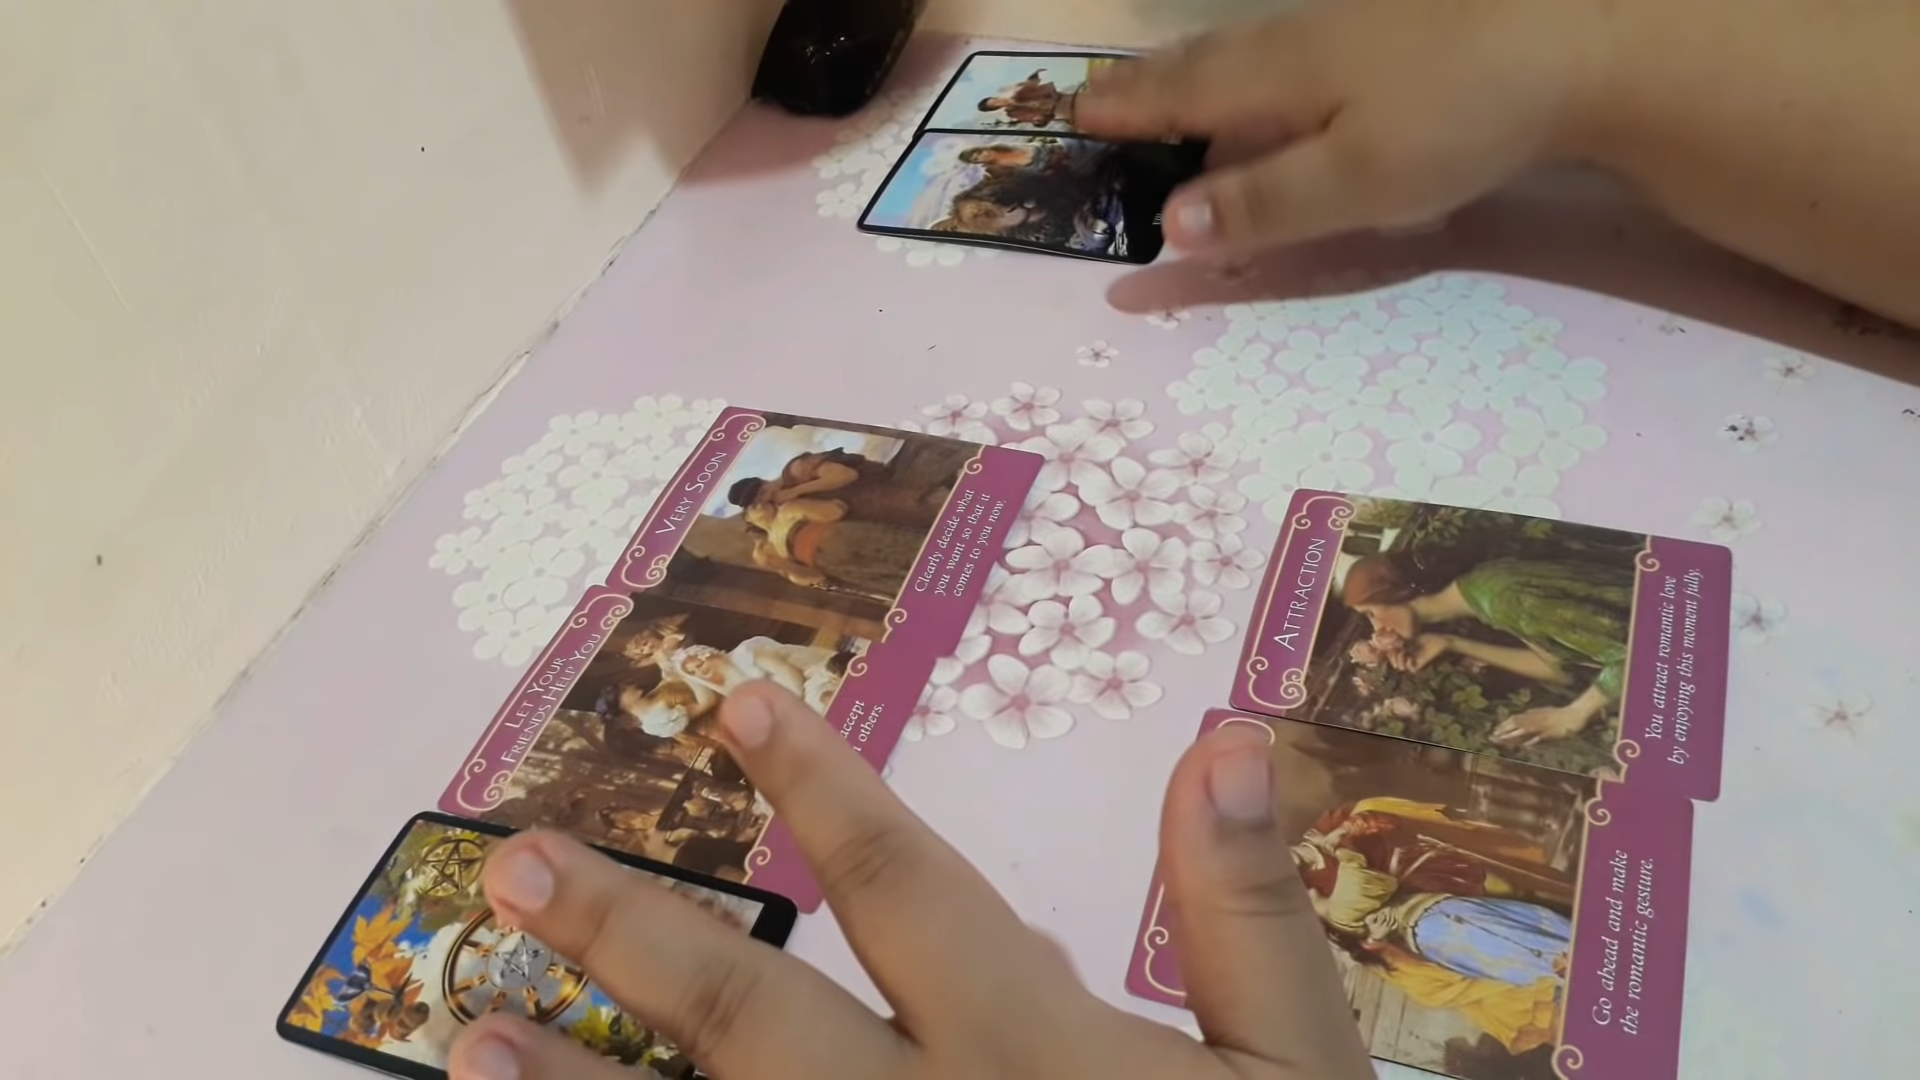 VERY SOON
Clearly decide what
you want so that it
comes to you now.
LET YOUR
FRIENDS HELP YOU
accept
others.
ATTRACTION
You attract romantic love
by enjoying this moment fully.
Go ahead and make
the romantic gesture.